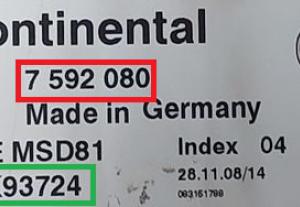 ontinental
7 592 080
Made in Germany
E MSD81 Index 04
93724 28.11.08/14